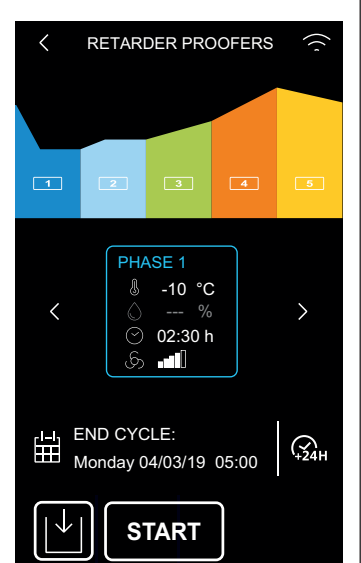 RETARDER PROOFERS
1 2 3 4 5
PHASE 1
-10 °C
--- %
02:30 h
END CYCLE:
Monday 04/03/19 05:00
+24H
START